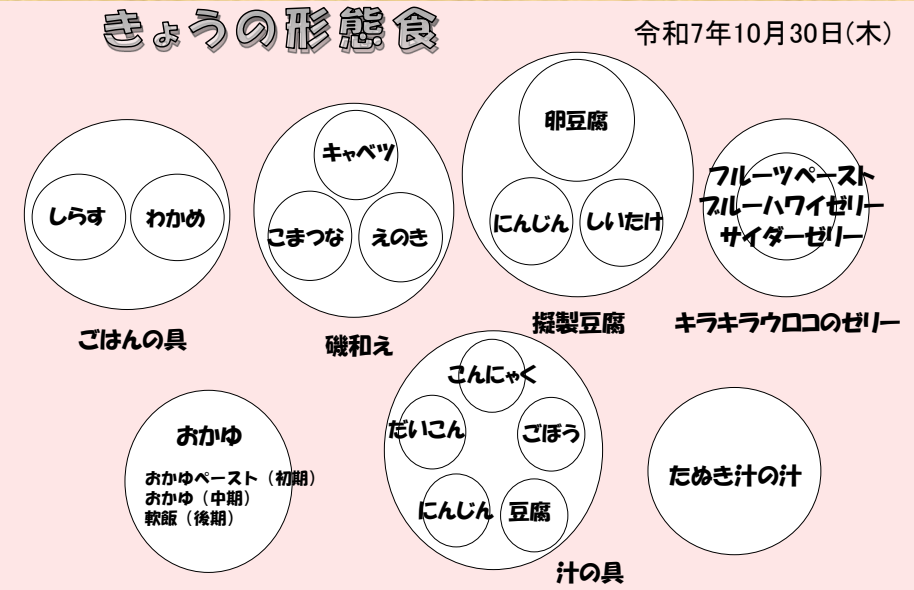 きょうの形態食
令和7年10月30日(木)
しらす
わかめ
ごはんの具
キャベツ
こまつな
えのき
磯和え
卵豆腐
にんじん
しいたけ
擬製豆腐
フルーツペースト
ブルーハワイゼリー
サイダーゼリー
キラキラウロコのゼリー
おかゆ
おかゆペースト（初期）
おかゆ（中期）
軟飯（後期）
こんにゃく
だいこん
ごぼう
にんじん
豆腐
汁の具
たぬき汁の汁